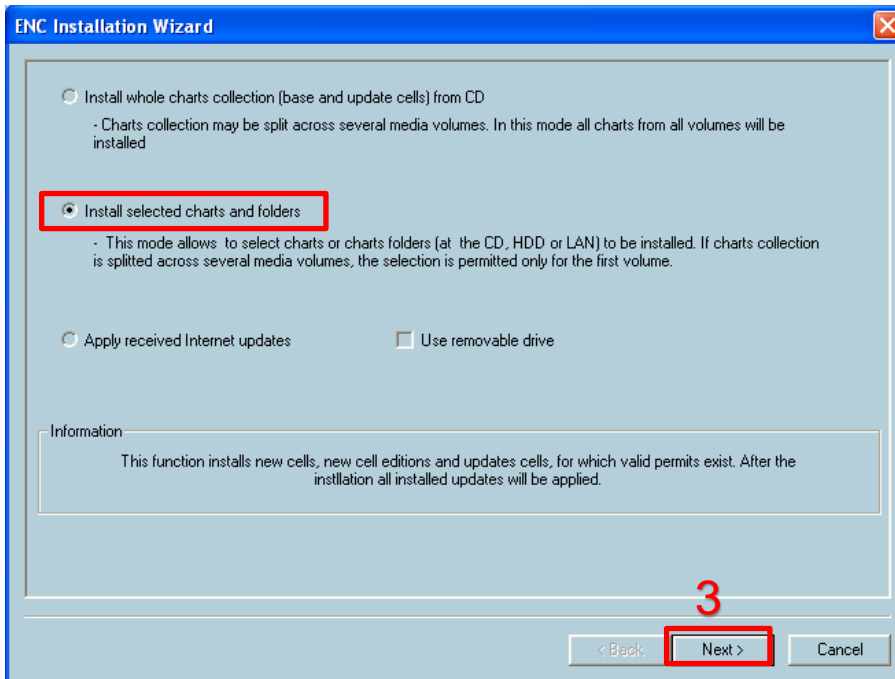 ENC Installation Wizard
Install whole charts collection (base and update cells) from CD
- Charts collection may be split across several media volumes. In this mode all charts from all volumes will be
installed
Install selected charts and folders
- This mode allows to select charts or charts folders (at the CD, HDD or LAN) to be installed. If charts collection
is splitted across several media volumes, the selection is permitted only for the first volume.
Apply received Internet updates
Use removable drive
Information
This function installs new cells, new cell editions and updates cells, for which valid permits exist. After the
instllation all installed updates will be applied.
3
< Back
Next >
Cancel